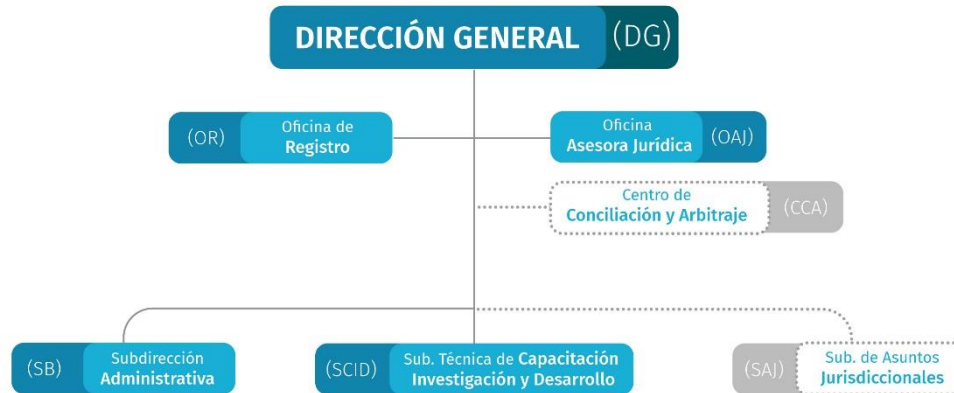 DIRECCIÓN GENERAL (DG)
(OR) Oficina de
Registro
Oficina
Asesora Jurídica (OAJ)
Centro de
Conciliación y Arbitraje (CCA)
(SB) Subdirección
Administrativa
(SCID) Sub. Técnica de Capacitación
Investigación y Desarrollo
(SAJ) Sub. de Asuntos
Jurisdiccionales